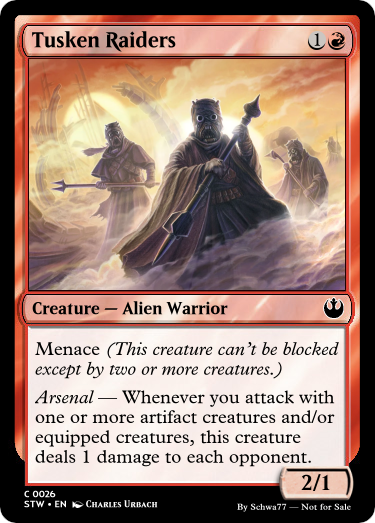 Tusken Raiders 1
Creature — Alien Warrior
Menace (This creature can't be blocked
except by two or more creatures.)
Arsenal — Whenever you attack with
one or more artifact creatures and/or
equipped creatures, this creature
deals 1 damage to each opponent.
2/1
C 0026
STW • EN Charles Urbach
By Schwa77 — Not for Sale